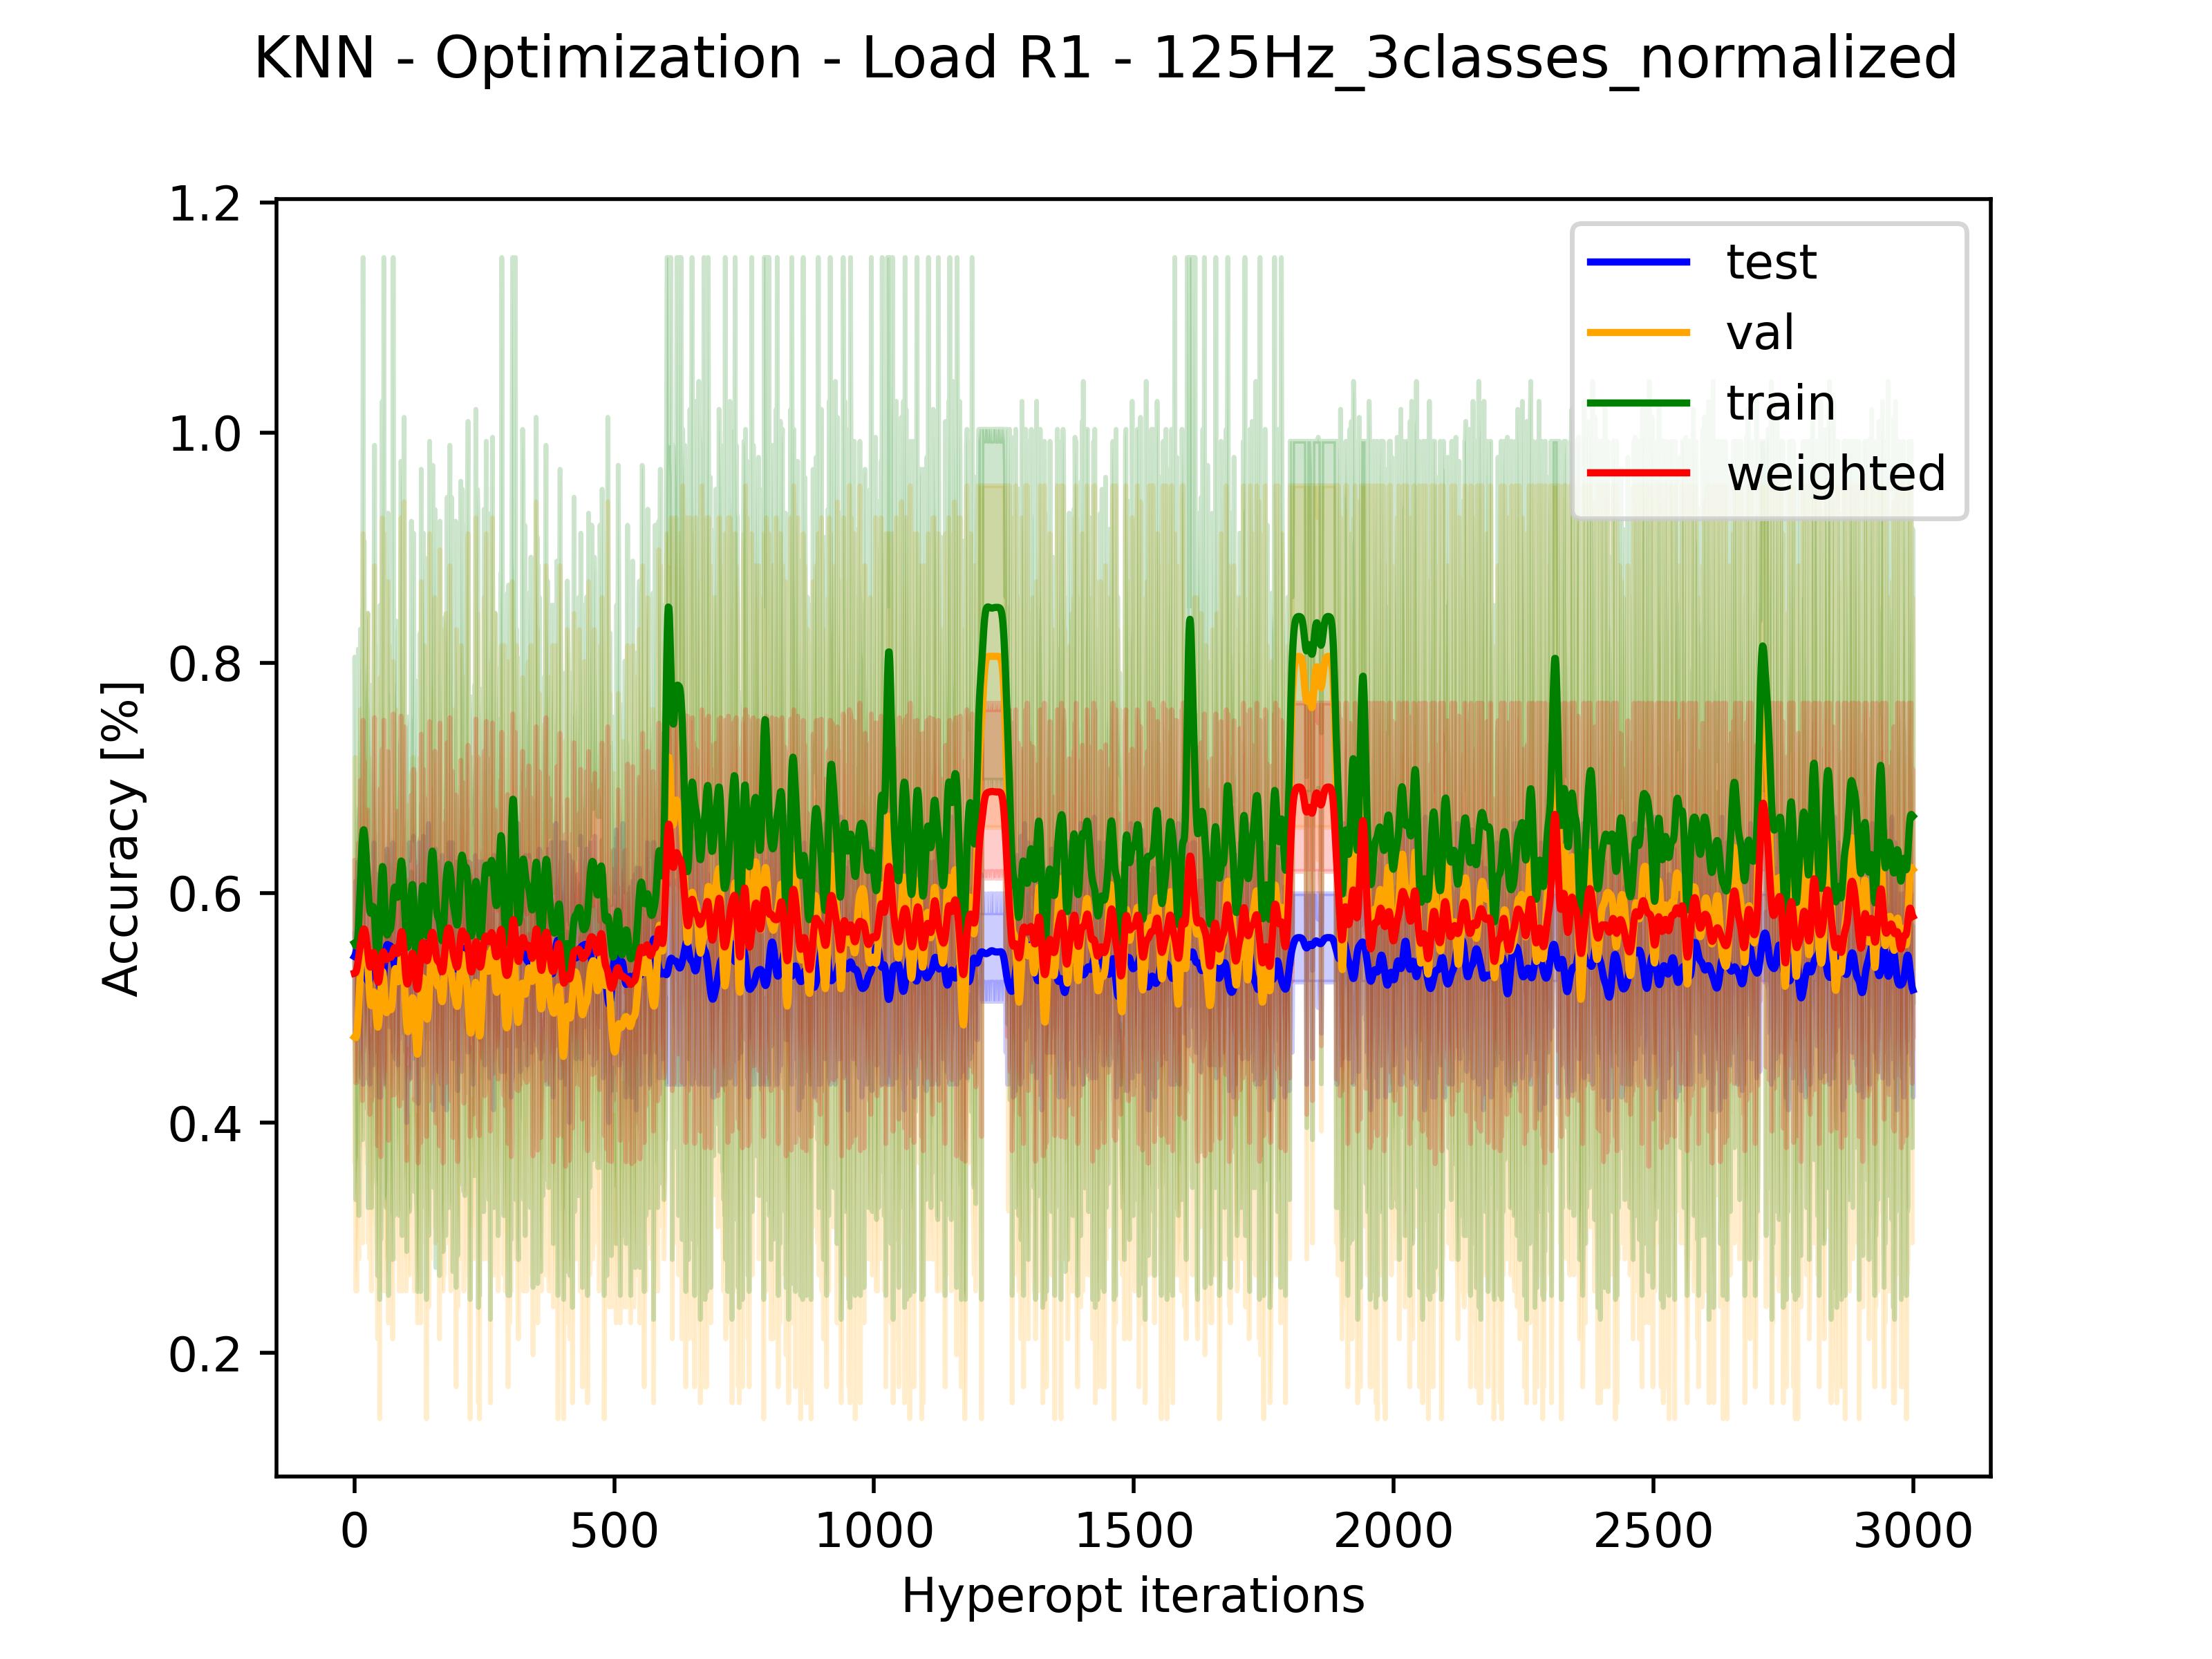 KNN - Optimization - Load R1 - 125Hz_3classes_normalized
1.2
1.0
0.8
0.6
0.4
0.2
Accuracy [%]
test
val
train
weighted
0 500 1000 1500 2000 2500 3000
Hyperopt iterations